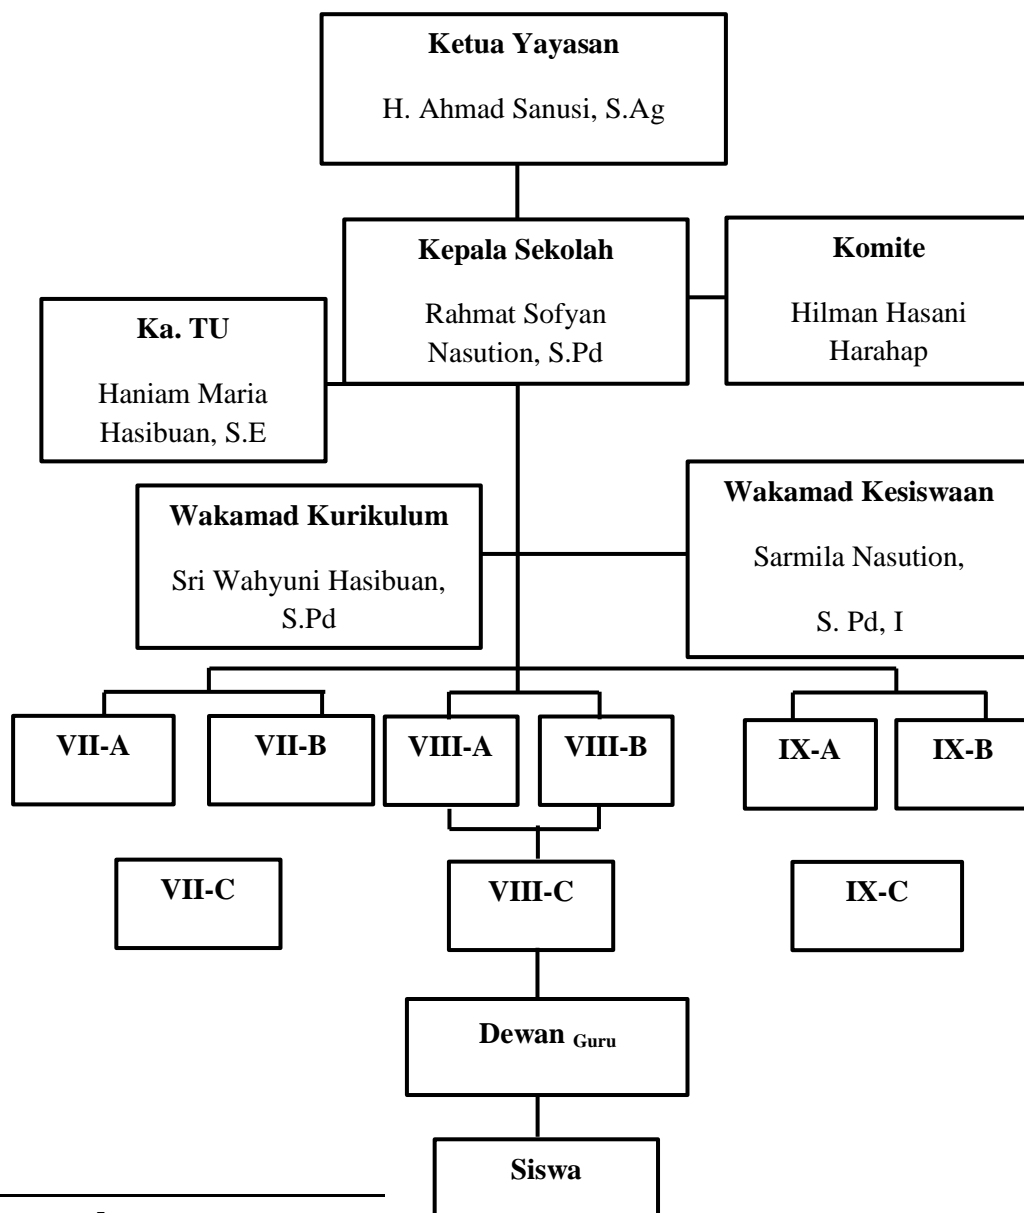 Ketua Yayasan
H. Ahmad Sanusi, S.Ag
Kepala Sekolah
Rahmat Sofyan
Nasution, S.Pd
Komite
Hilman Hasani
Harahap
Ka. TU
Haniam Maria
Hasibuan, S.E
Wakamad Kurikulum
Sri Wahyuni Hasibuan,
S.Pd
Wakamad Kesiswaan
Sarmila Nasution,
S. Pd, I
VII-A
VII-B
VIII-A
VIII-B
IX-A
IX-B
VII-C
VIII-C
IX-C
Dewan Guru
Siswa